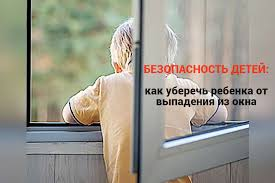 БЕЗОПАСНОСТЬ ДЕТЕЙ:
как уберечь ребенка от
выпадения из окна